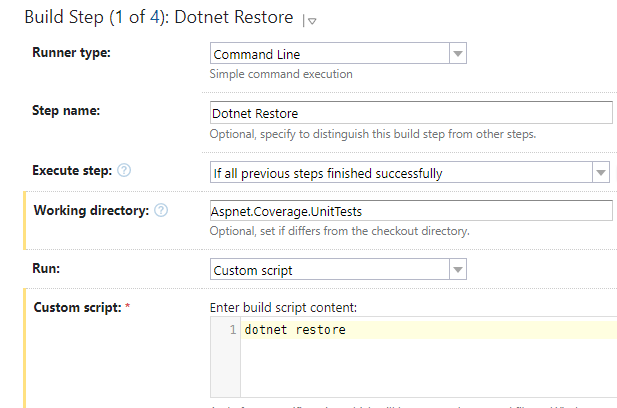 Build Step (1 of 4): Dotnet Restore
Runner type:
Command Line
Simple command execution
Step name:
Dotnet Restore
Optional, specify to distinguish this build step from other steps.
Execute step: ?
If all previous steps finished successfully
Working directory: ?
Aspnet.Coverage.UnitTests
Optional, set if differs from the checkout directory.
Run:
Custom script
Custom script: *
Enter build script content:
1 dotnet restore